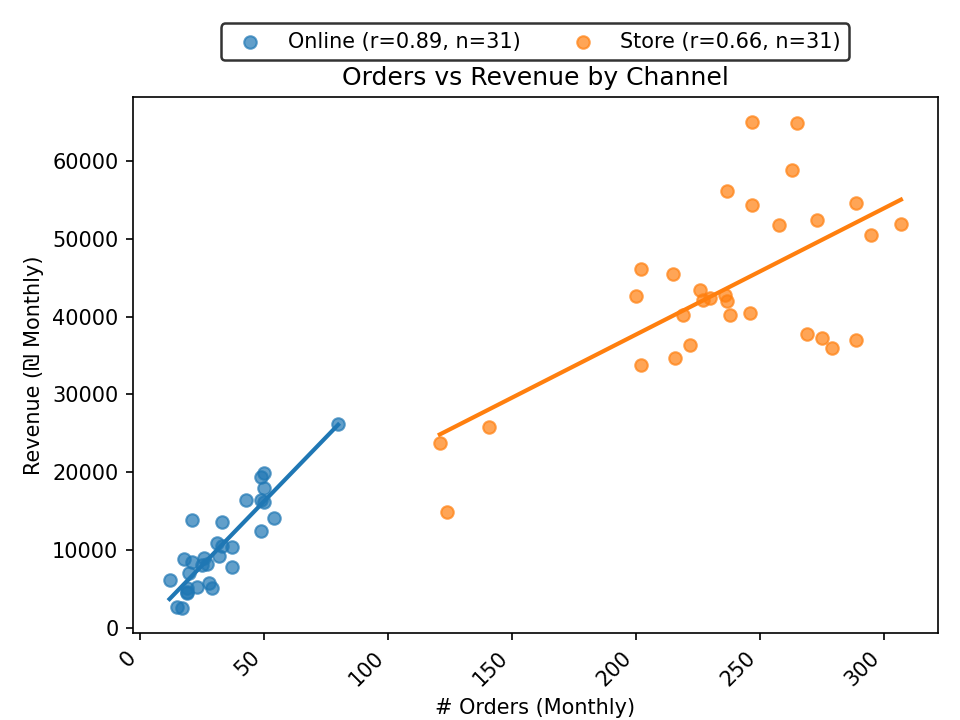 Online (r=0.89, n=31) Store (r=0.66, n=31)
Orders vs Revenue by Channel
60000
50000
40000
30000
20000
10000
0
Revenue (₪ Monthly)
0 50 100 150 200 250 300
# Orders (Monthly)